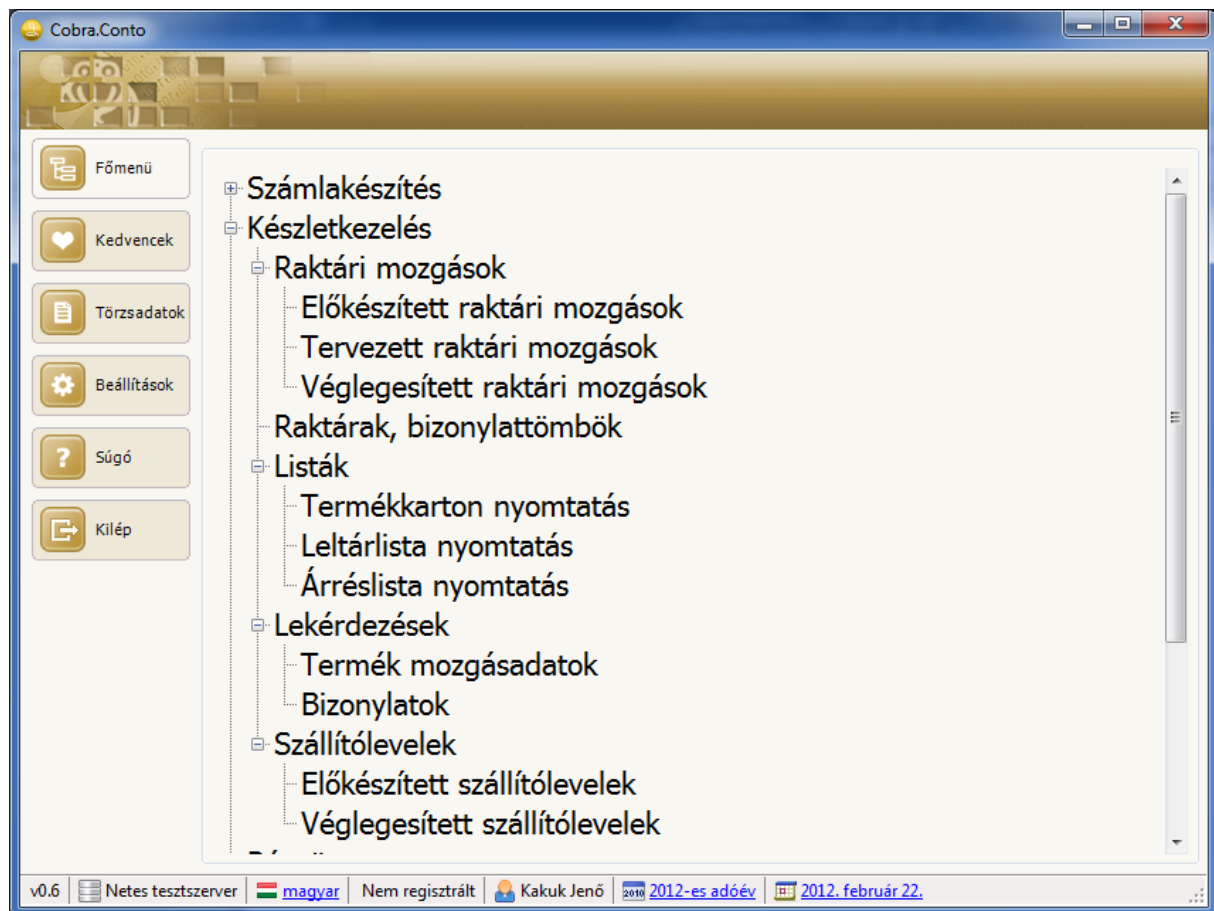 Cobra.Conto
Főmenü
Kedvencek
Törzsadatok
Beállítások
Súgó
Kilép
Számlakészítés
Készletkezelés
Raktári mozgások
Előkészített raktári mozgások
Tervezett raktári mozgások
Véglegesített raktári mozgások
Raktárak, bizonylattömbök
Listák
Termékkarton nyomtatás
Leltárlista nyomtatás
Árréslista nyomtatás
Lekérdezések
Termék mozgásadatok
Bizonylatok
Szállítólevelek
Előkészített szállítólevelek
Véglegesített szállítólevelek
v0.6 Netes tesztszerver magyar Nem regisztrált Kakuk Jenő 2010 2012-es adóév 2012. február 22.